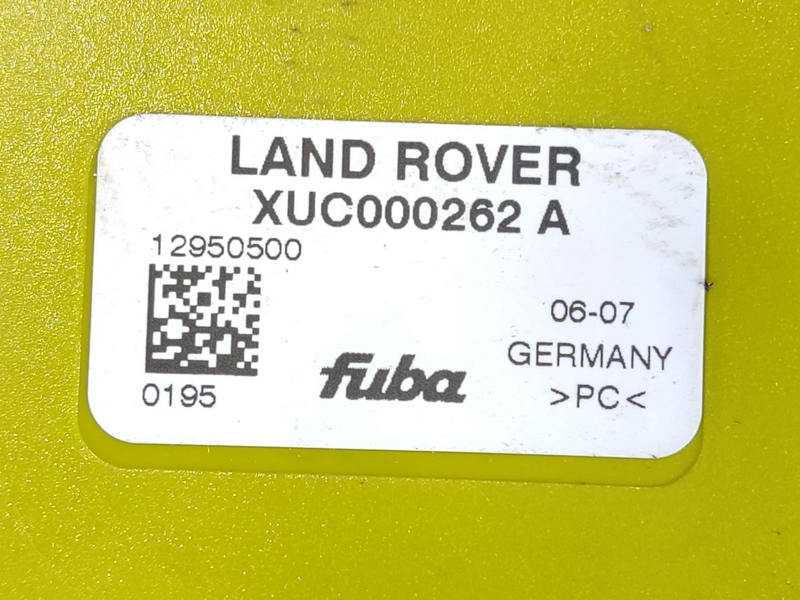 LAND ROVER
XUC000262 A
12950500
06-07
GERMANY
fuba
0195
>PC<